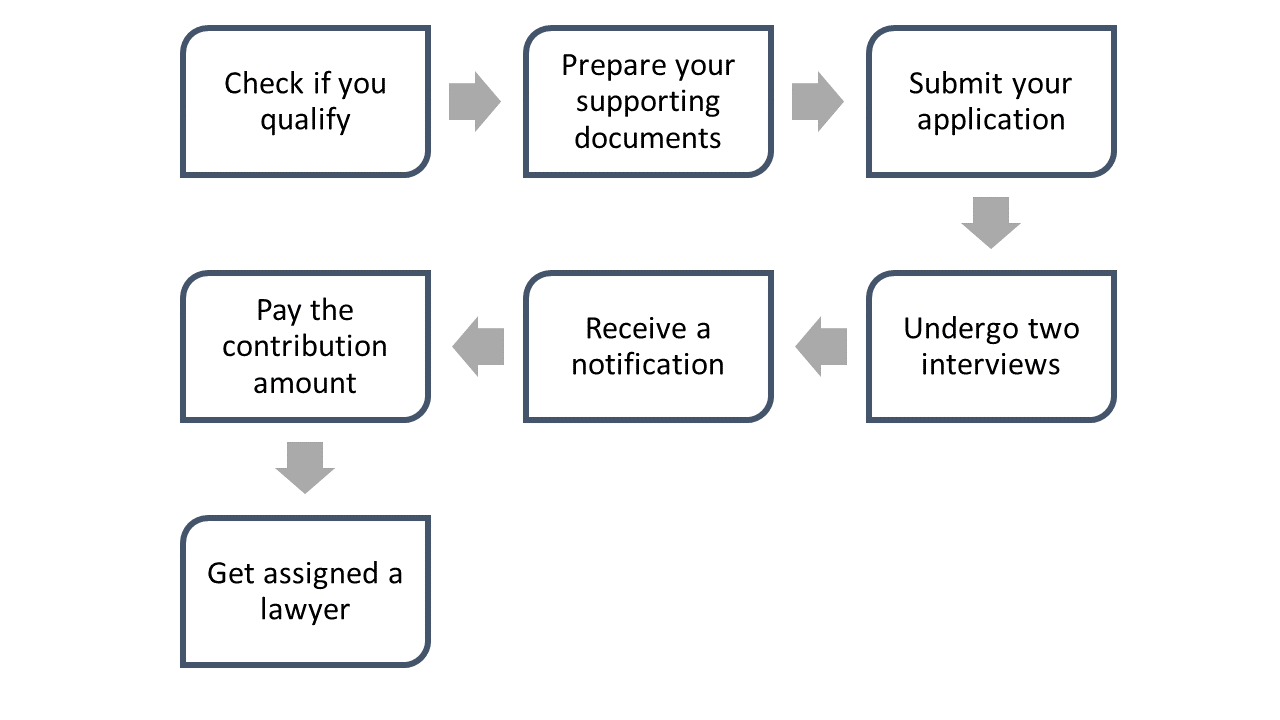 Check if you
qualify
Prepare your
supporting
documents
Submit your
application
Undergo two
interviews
Receive a
notification
Pay the
contribution
amount
Get assigned a
lawyer